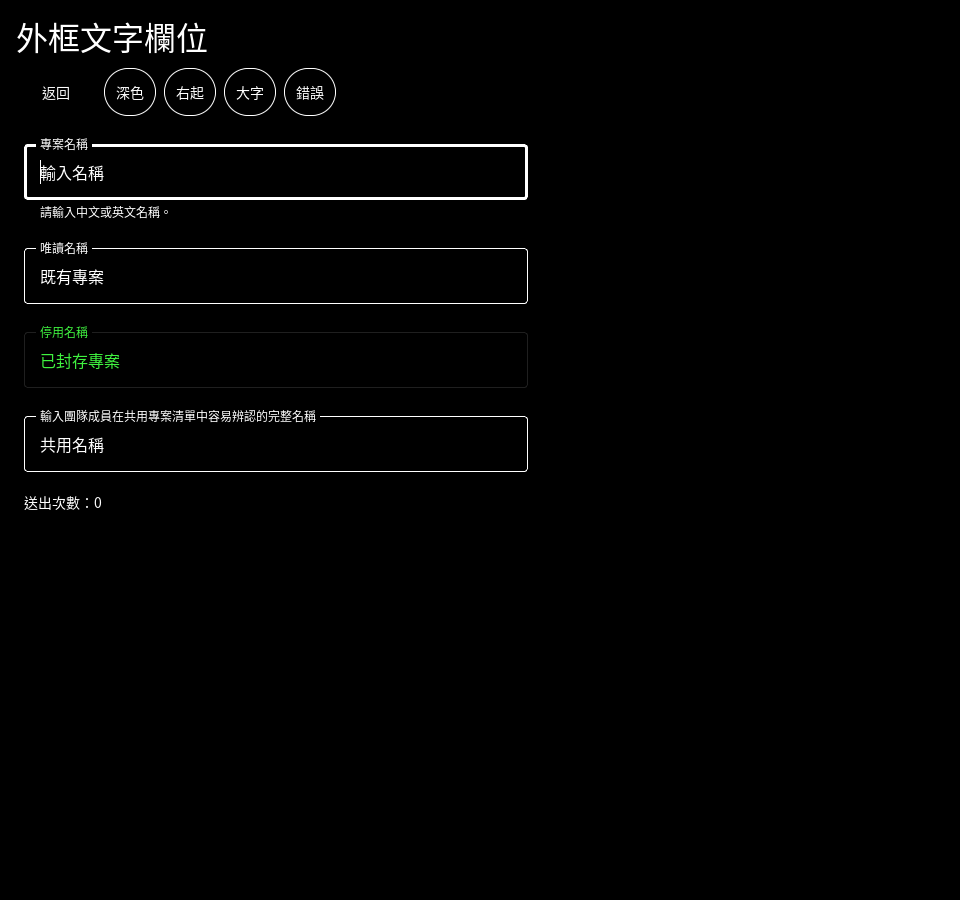 外框文字欄位
返回 深色 右起 大字 錯誤
專案名稱
輸入名稱
請輸入中文或英文名稱。
唯讀名稱
既有專案
停用名稱
已封存專案
輸入團隊成員在共用專案清單中容易辨認的完整名稱
共用名稱
送出次數：0